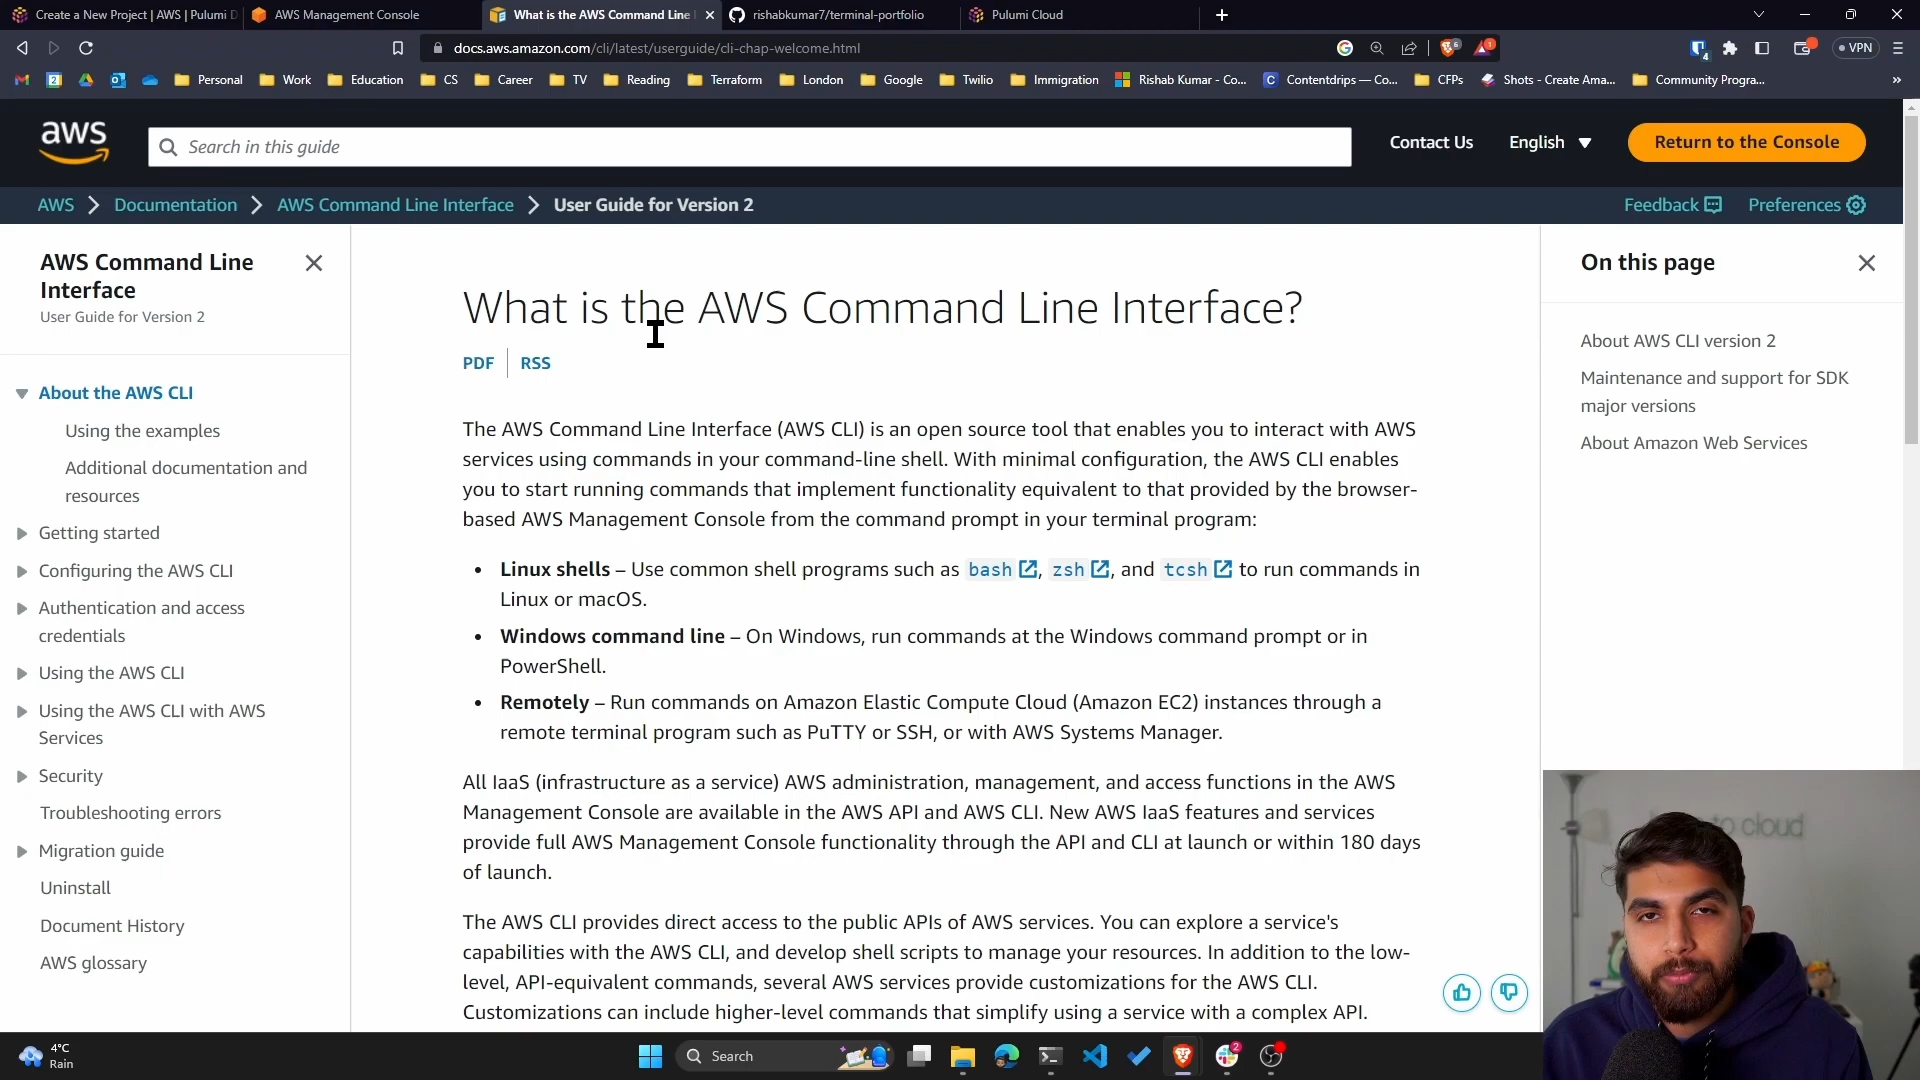 Create a New Project | AWS | Pulumi D
AWS Management Console
What is the AWS Command Line
rishabkumar7/terminal-portfolio
Pulumi Cloud
docs.aws.amazon.com/cli/latest/userguide/cli-chap-welcome.html
VPN
Personal
Work
Education
CS
Career
TV
Reading
Terraform
London
Google
Twilio
Immigration
Rishab Kumar - Co...
Contentdrips — Co...
CFPs
Shots - Create Ama...
Community Progra...
aws
Search in this guide
Contact Us
English
Return to the Console
AWS
Documentation
AWS Command Line Interface
User Guide for Version 2
Feedback
Preferences
AWS Command Line
Interface
User Guide for Version 2
About the AWS CLI
Using the examples
Additional documentation and
resources
Getting started
Configuring the AWS CLI
Authentication and access
credentials
Using the AWS CLI
Using the AWS CLI with AWS
Services
Security
Troubleshooting errors
Migration guide
Uninstall
Document History
AWS glossary
What is the AWS Command Line Interface?
PDF
RSS
The AWS Command Line Interface (AWS CLI) is an open source tool that enables you to interact with AWS
services using commands in your command-line shell. With minimal configuration, the AWS CLI enables
you to start running commands that implement functionality equivalent to that provided by the browser-
based AWS Management Console from the command prompt in your terminal program:
• Linux shells – Use common shell programs such as bash, zsh, and tcsh to run commands in
Linux or macOS.
• Windows command line – On Windows, run commands at the Windows command prompt or in
PowerShell.
• Remotely – Run commands on Amazon Elastic Compute Cloud (Amazon EC2) instances through a
remote terminal program such as PuTTY or SSH, or with AWS Systems Manager.
All IaaS (infrastructure as a service) AWS administration, management, and access functions in the AWS
Management Console are available in the AWS API and AWS CLI. New AWS IaaS features and services
provide full AWS Management Console functionality through the API and CLI at launch or within 180 days
of launch.
The AWS CLI provides direct access to the public APIs of AWS services. You can explore a service's
capabilities with the AWS CLI, and develop shell scripts to manage your resources. In addition to the low-
level, API-equivalent commands, several AWS services provide customizations for the AWS CLI.
Customizations can include higher-level commands that simplify using a service with a complex API.
On this page
About AWS CLI version 2
Maintenance and support for SDK
major versions
About Amazon Web Services
to cloud
4°C
Rain
Search
2